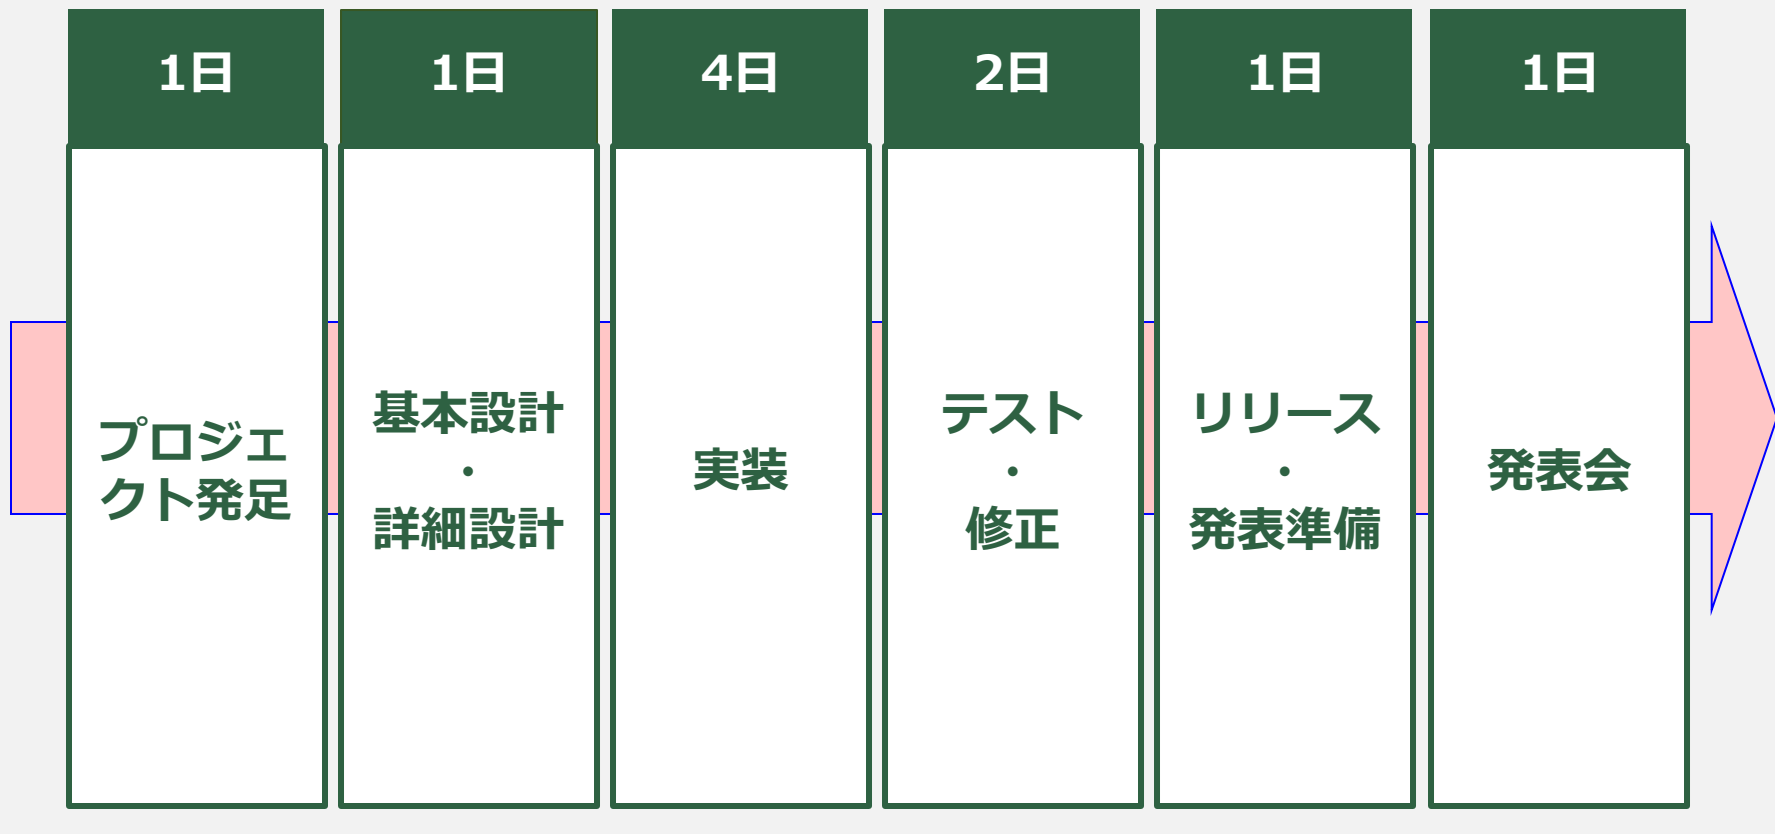 1日
1日
4日
2日
1日
1日
プロジェ
クト発足
基本設計
・
詳細設計
実装
テスト
・
修正
リリース
・
発表準備
発表会